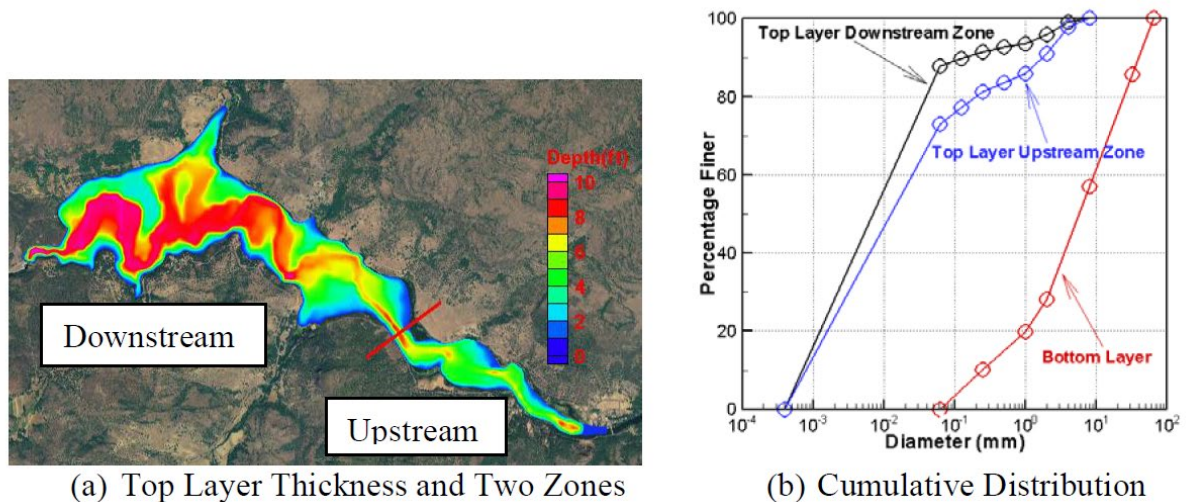 Depth(ft)
10
8
6
4
2
0
Downstream
Upstream
(a) Top Layer Thickness and Two Zones
100
80
60
40
20
0
Percentage Finer
Top Layer Downstream Zone
Top Layer Upstream Zone
Bottom Layer
10-4
10-3
10-2
10-1
100
101
102
Diameter (mm)
(b) Cumulative Distribution